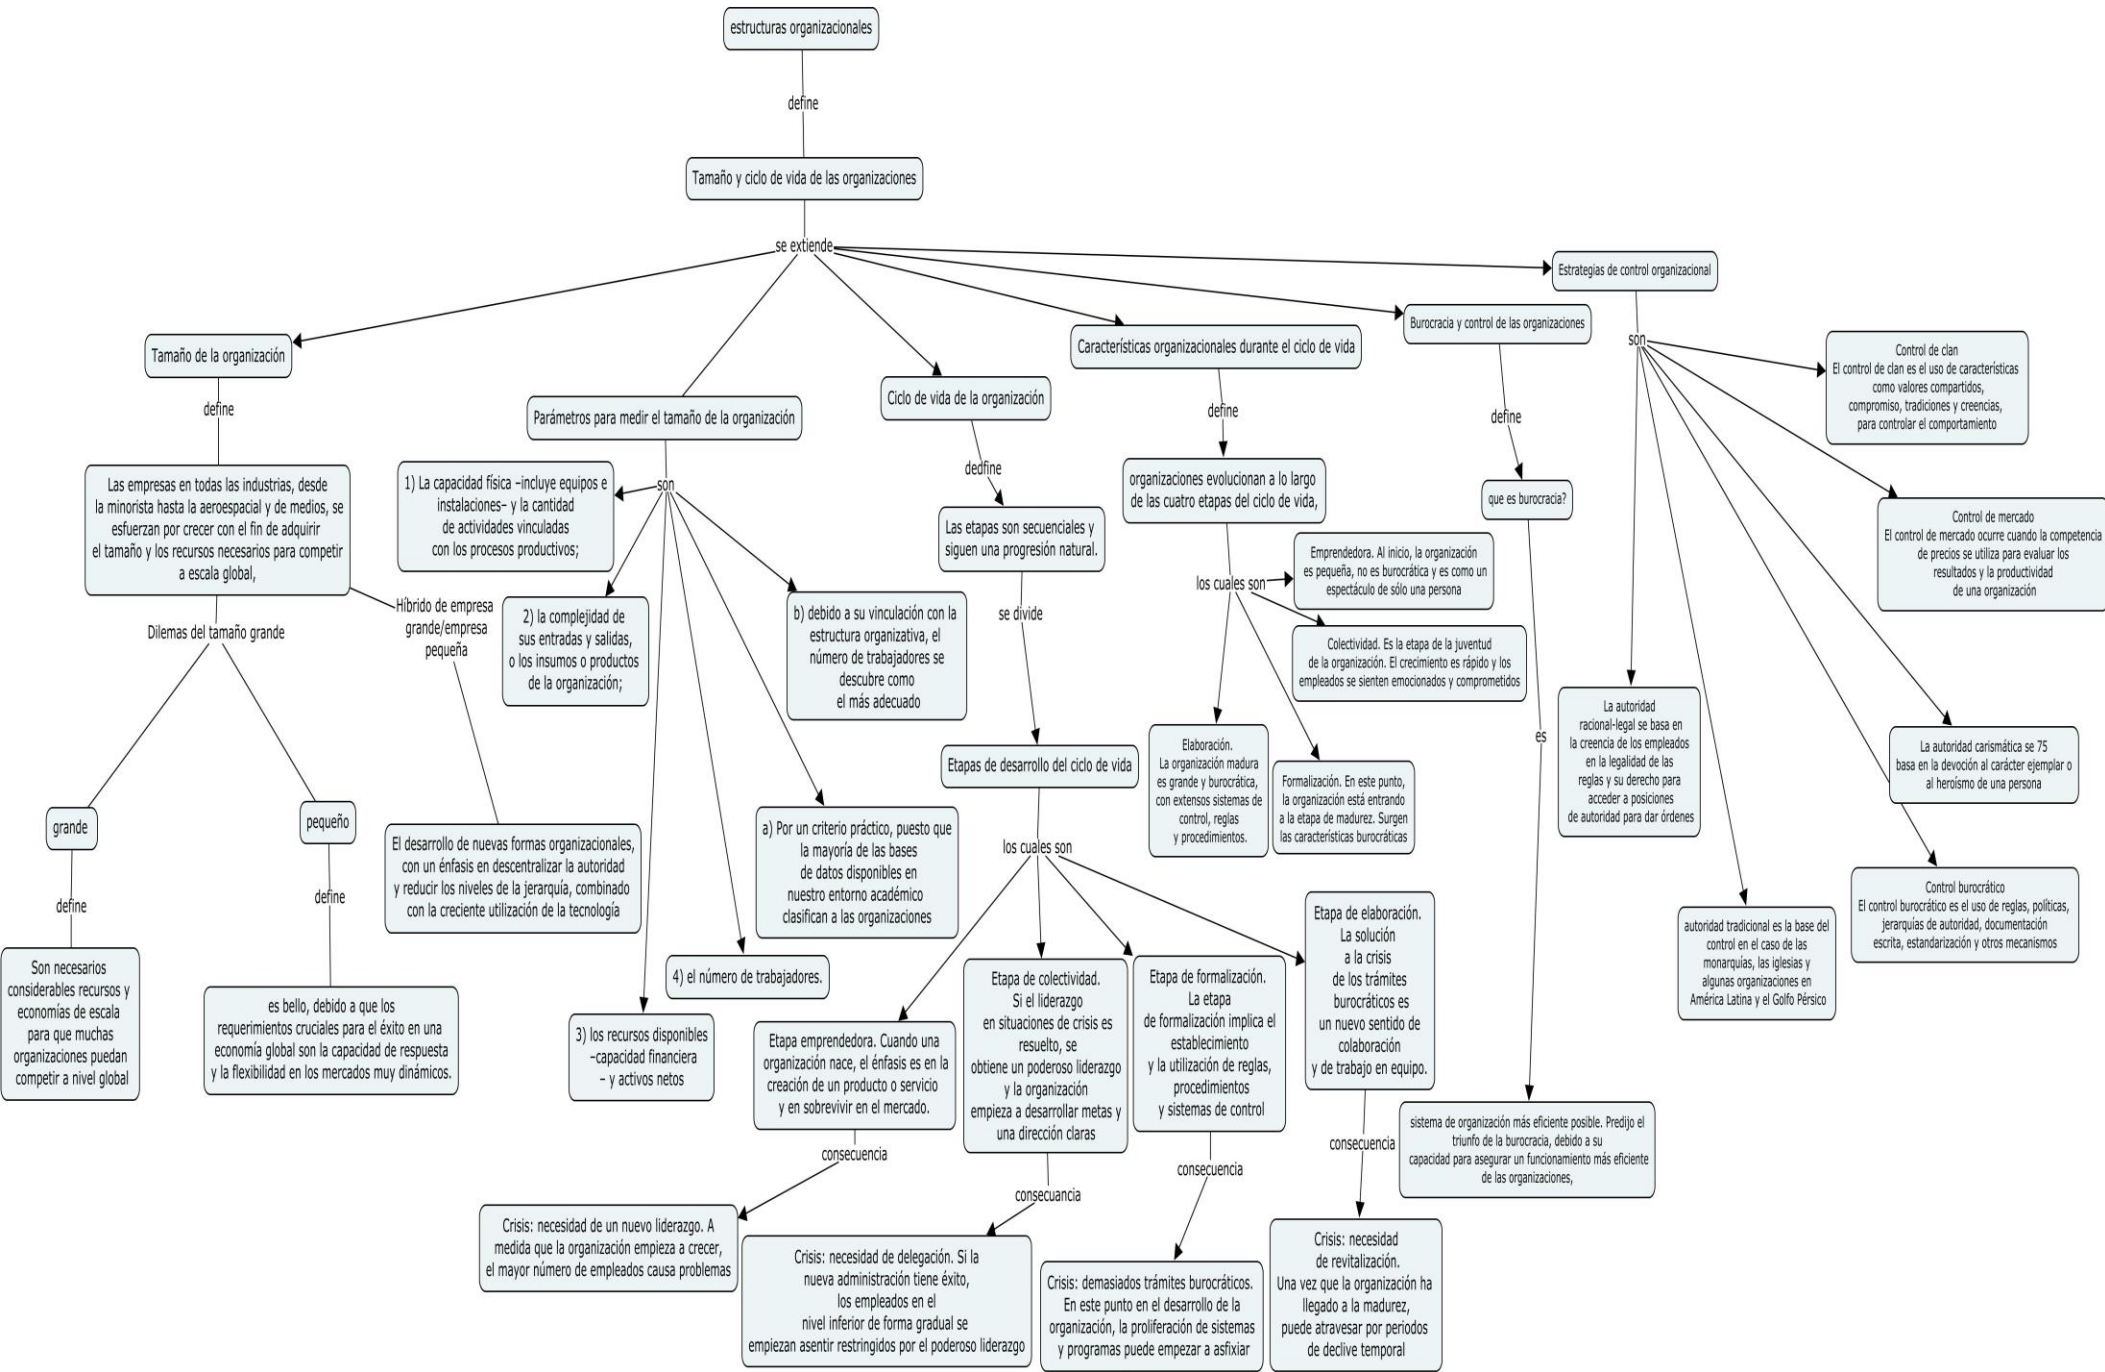 estructuras organizacionales
define
Tamaño y ciclo de vida de las organizaciones
se extiende
Tamaño de la organización
define
Las empresas en todas las industrias, desde
la minorista hasta la aeroespacial y de medios, se
esfuerzan por crecer con el fin de adquirir
el tamaño y los recursos necesarios para competir
a escala global,
Dilemas del tamaño grande
grande
define
Son necesarios
considerables recursos y
economías de escala
para que muchas
organizaciones puedan
competir a nivel global
pequeño
define
es bello, debido a que los
requerimientos cruciales para el éxito en una
economía global son la capacidad de respuesta
y la flexibilidad en los mercados muy dinámicos.
Híbrido de empresa
grande/empresa
pequeña
El desarrollo de nuevas formas organizacionales,
con un énfasis en descentralizar la autoridad
y reducir los niveles de la jerarquía, combinado
con la creciente utilización de la tecnología
Parámetros para medir el tamaño de la organización
son
1) La capacidad física –incluye equipos e
instalaciones– y la cantidad
de actividades vinculadas
con los procesos productivos;
2) la complejidad de
sus entradas y salidas,
o los insumos o productos
de la organización;
3) los recursos disponibles
–capacidad financiera
– y activos netos
4) el número de trabajadores.
a) Por un criterio práctico, puesto que
la mayoría de las bases
de datos disponibles en
nuestro entorno académico
clasifican a las organizaciones
b) debido a su vinculación con la
estructura organizativa, el
número de trabajadores se
descubre como
el más adecuado
Ciclo de vida de la organización
dedfine
Las etapas son secuenciales y
siguen una progresión natural.
se divide
Etapas de desarrollo del ciclo de vida
los cuales son
Etapa emprendedora. Cuando una
organización nace, el énfasis es en la
creación de un producto o servicio
y en sobrevivir en el mercado.
consecuencia
Crisis: necesidad de un nuevo liderazgo. A
medida que la organización empieza a crecer,
el mayor número de empleados causa problemas
Etapa de colectividad.
Si el liderazgo
en situaciones de crisis es
resuelto, se
obtiene un poderoso liderazgo
y la organización
empieza a desarrollar metas y
una dirección claras
consecuancia
Crisis: necesidad de delegación. Si la
nueva administración tiene éxito,
los empleados en el
nivel inferior de forma gradual se
empiezan asentir restringidos por el poderoso liderazgo
Etapa de formalización.
La etapa
de formalización implica el
establecimiento
y la utilización de reglas,
procedimientos
y sistemas de control
consecuencia
Crisis: demasiados trámites burocráticos.
En este punto en el desarrollo de la
organización, la proliferación de sistemas
y programas puede empezar a asfixiar
Etapa de elaboración.
La solución
a la crisis
de los trámites
burocráticos es
un nuevo sentido de
colaboración
y de trabajo en equipo.
consecuencia
Crisis: necesidad
de revitalización.
Una vez que la organización ha
llegado a la madurez,
puede atravesar por periodos
de declive temporal
Características organizacionales durante el ciclo de vida
define
organizaciones evolucionan a lo largo
de las cuatro etapas del ciclo de vida,
los cuales son
Emprendedora. Al inicio, la organización
es pequeña, no es burocrática y es como un
espectáculo de sólo una persona
Colectividad. Es la etapa de la juventud
de la organización. El crecimiento es rápido y los
empleados se sienten emocionados y comprometidos
Elaboración.
La organización madura
es grande y burocrática,
con extensos sistemas de
control, reglas
y procedimientos.
Formalización. En este punto,
la organización está entrando
a la etapa de madurez. Surgen
las características burocráticas
Burocracia y control de las organizaciones
define
que es burocracia?
es
sistema de organización más eficiente posible. Predijo el
triunfo de la burocracia, debido a su
capacidad para asegurar un funcionamiento más eficiente
de las organizaciones,
Estrategias de control organizacional
son
Control de clan
El control de clan es el uso de características
como valores compartidos,
compromiso, tradiciones y creencias,
para controlar el comportamiento
Control de mercado
El control de mercado ocurre cuando la competencia
de precios se utiliza para evaluar los
resultados y la productividad
de una organización
La autoridad
racional-legal se basa en
la creencia de los empleados
en la legalidad de las
reglas y su derecho para
acceder a posiciones
de autoridad para dar órdenes
La autoridad carismática se 75
basa en la devoción al carácter ejemplar o
al heroísmo de una persona
Control burocrático
El control burocrático es el uso de reglas, políticas,
jerarquías de autoridad, documentación
escrita, estandarización y otros mecanismos
autoridad tradicional es la base del
control en el caso de las
monarquías, las iglesias y
algunas organizaciones en
América Latina y el Golfo Pérsico